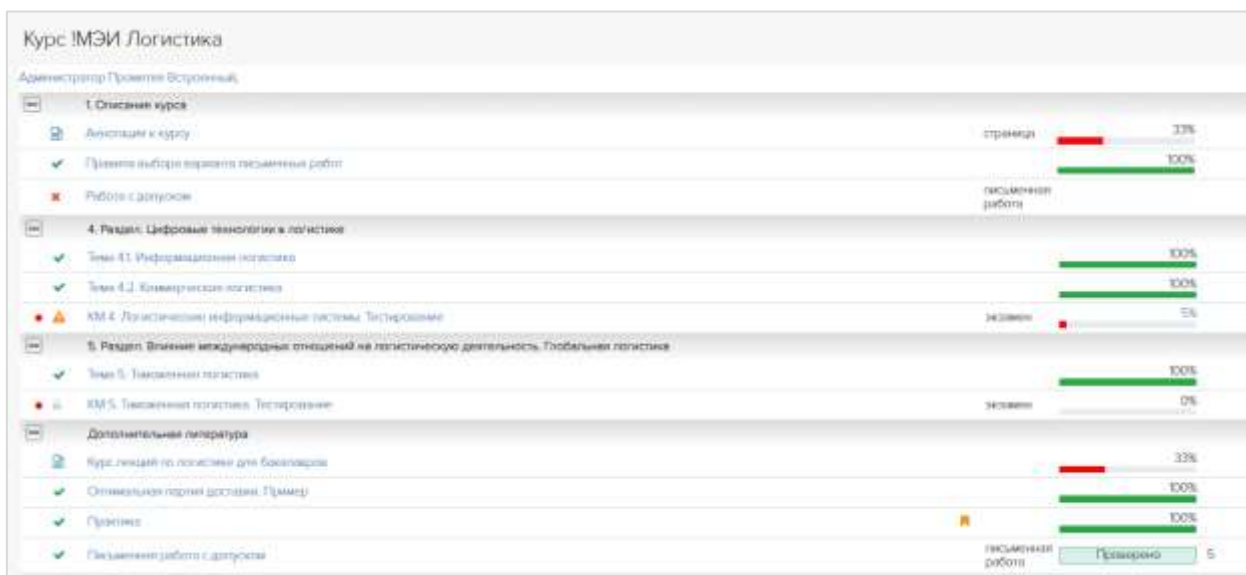 Курс !МЭИ Логистика
Администратор Прометея Встроенный,
1. Описание курса
Аннотация к курсу страница 33%
Правила выбора варианта письменных работ 100%
Работа с допуском письменная работа
4. Раздел. Цифровые технологии в логистике
Тема 4.1. Информационная логистика 100%
Тема 4.2. Коммерческая логистика 100%
КМ 4. Логистические информационные системы. Тестирование экзамен 5%
5. Раздел. Влияние международных отношений на логистическую деятельность. Глобальная логистика
Тема 5. Таможенная логистика 100%
КМ 5. Таможенная логистика. Тестирование экзамен 0%
Дополнительная литература
Курс лекций по логистике для бакалавров 33%
Оптимальная партия доставки. Пример 100%
Практика 100%
Письменная работа с допуском письменная работа Проверено 5